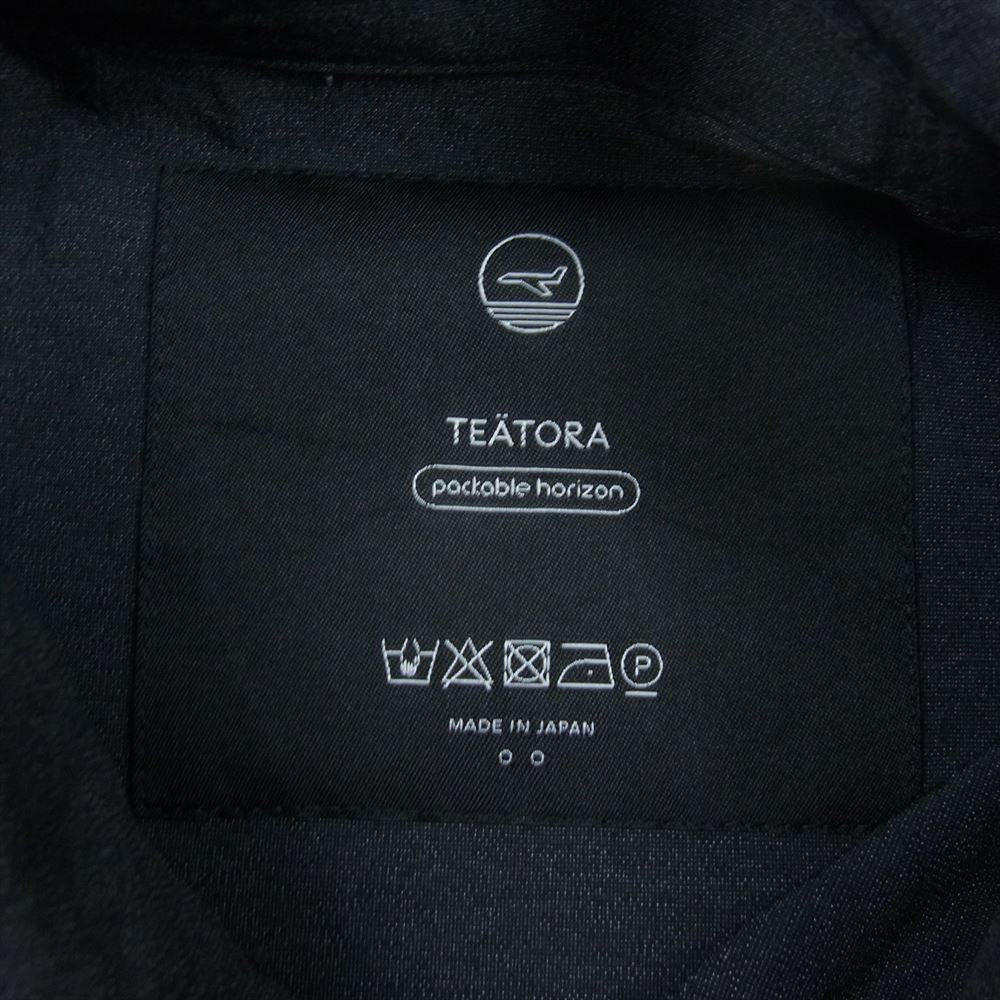 TEÄTORA
packable horizon
P
MADE IN JAPAN